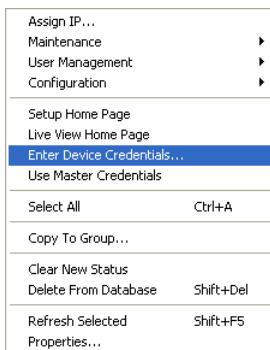 Assign IP...
Maintenance
User Management
Configuration
Setup Home Page
Live View Home Page
Enter Device Credentials...
Use Master Credentials
Select All Ctrl+A
Copy To Group...
Clear New Status
Delete From Database Shift+Del
Refresh Selected Shift+F5
Properties...